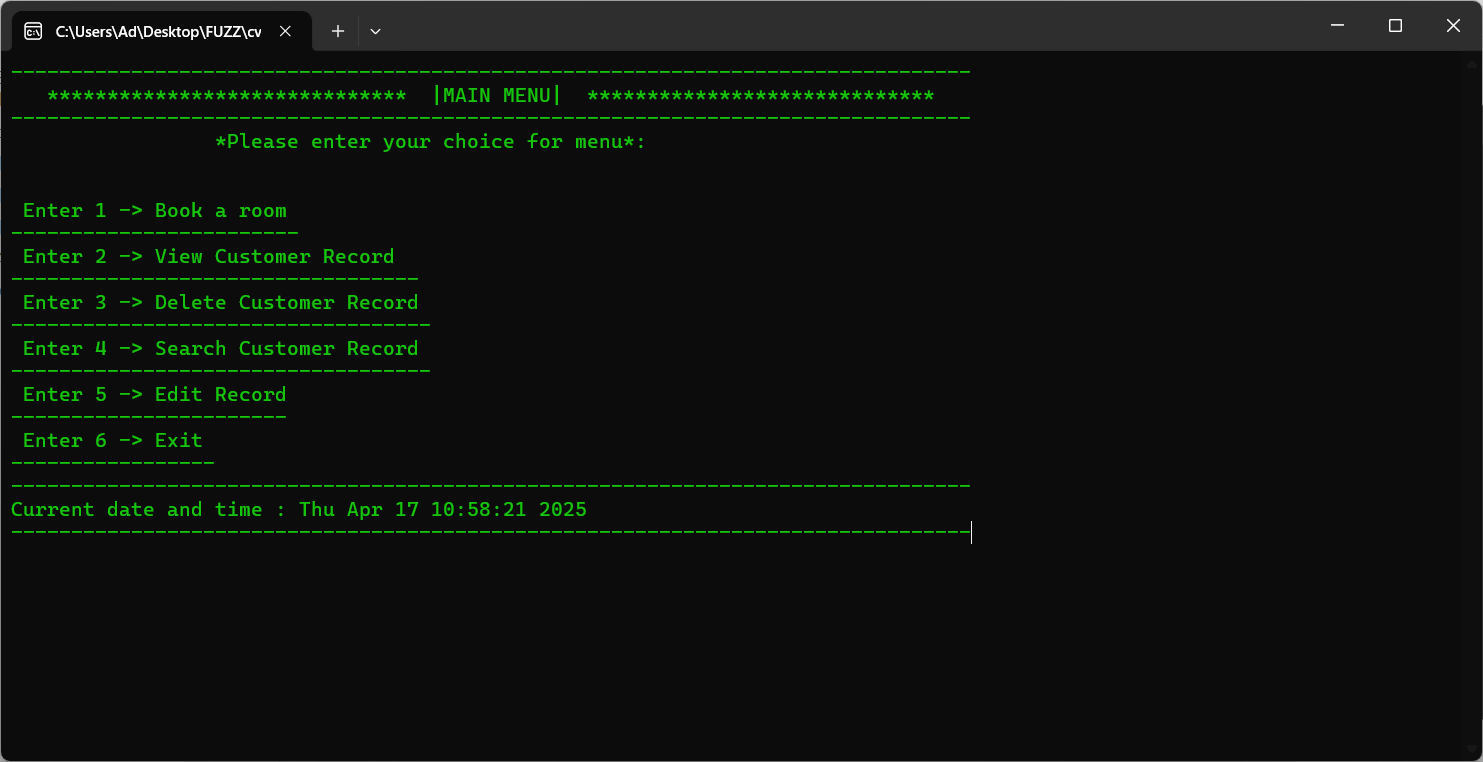 C:\Users\Ad\Desktop\FUZZ\cv
--------------------------------------------------------------------------------
****************************** |MAIN MENU| *****************************
--------------------------------------------------------------------------------
*Please enter your choice for menu*:
Enter 1 -> Book a room
------------------------
Enter 2 -> View Customer Record
----------------------------------
Enter 3 -> Delete Customer Record
-----------------------------------
Enter 4 -> Search Customer Record
-----------------------------------
Enter 5 -> Edit Record
-----------------------
Enter 6 -> Exit
-----------------
--------------------------------------------------------------------------------
Current date and time : Thu Apr 17 10:58:21 2025
--------------------------------------------------------------------------------